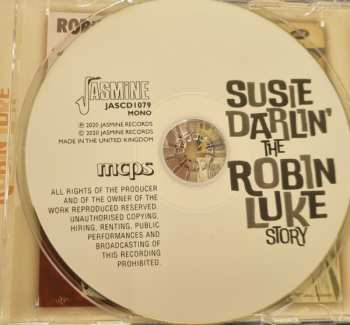 ROBIN
JASMINE
JASCD1079
MONO
℗ 2020 JASMINE RECORDS
© 2020 JASMINE RECORDS
MADE IN THE UNITED KINGDOM
mcps
ALL RIGHTS OF THE PRODUCER
AND OF THE OWNER OF THE
WORK REPRODUCED RESERVED.
UNAUTHORISED COPYING,
HIRING, RENTING, PUBLIC
PERFORMANCES AND
BROADCASTING OF
THIS RECORDING
PROHIBITED.
SUSIE
DARLIN'
THE
ROBIN
LUKE
STORY